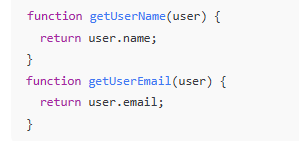 function getUserName(user) {
  return user.name;
}
function getUserEmail(user) {
  return user.email;
}